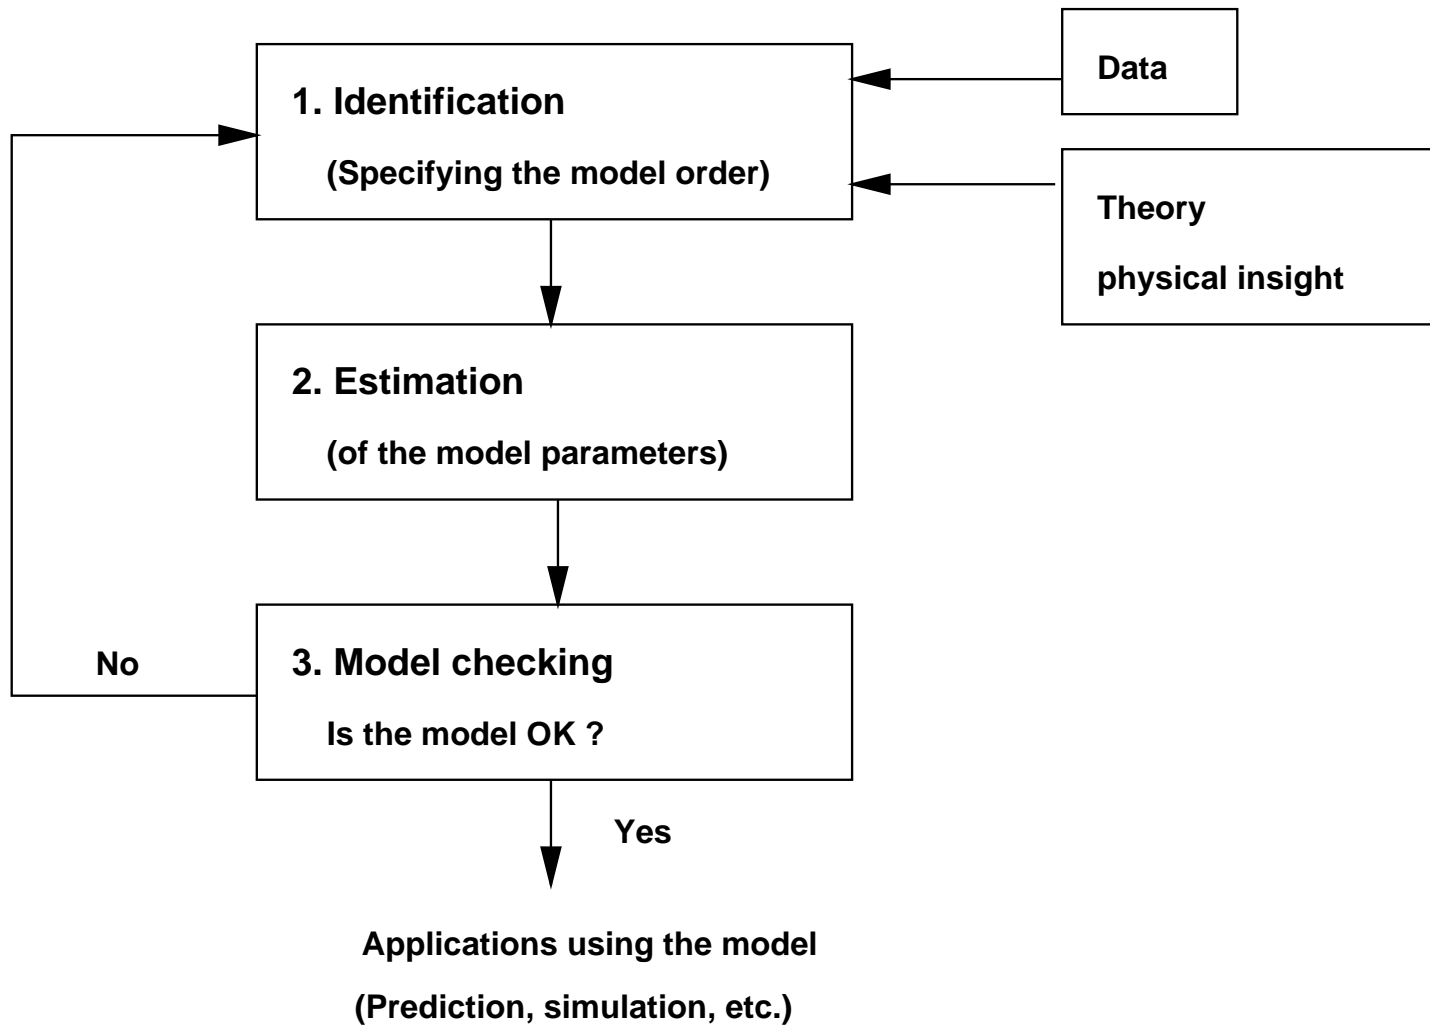 1. Identification
(Specifying the model order)
Data
Theory
physical insight
2. Estimation
(of the model parameters)
3. Model checking
Is the model OK ?
No
Yes
Applications using the model
(Prediction, simulation, etc.)